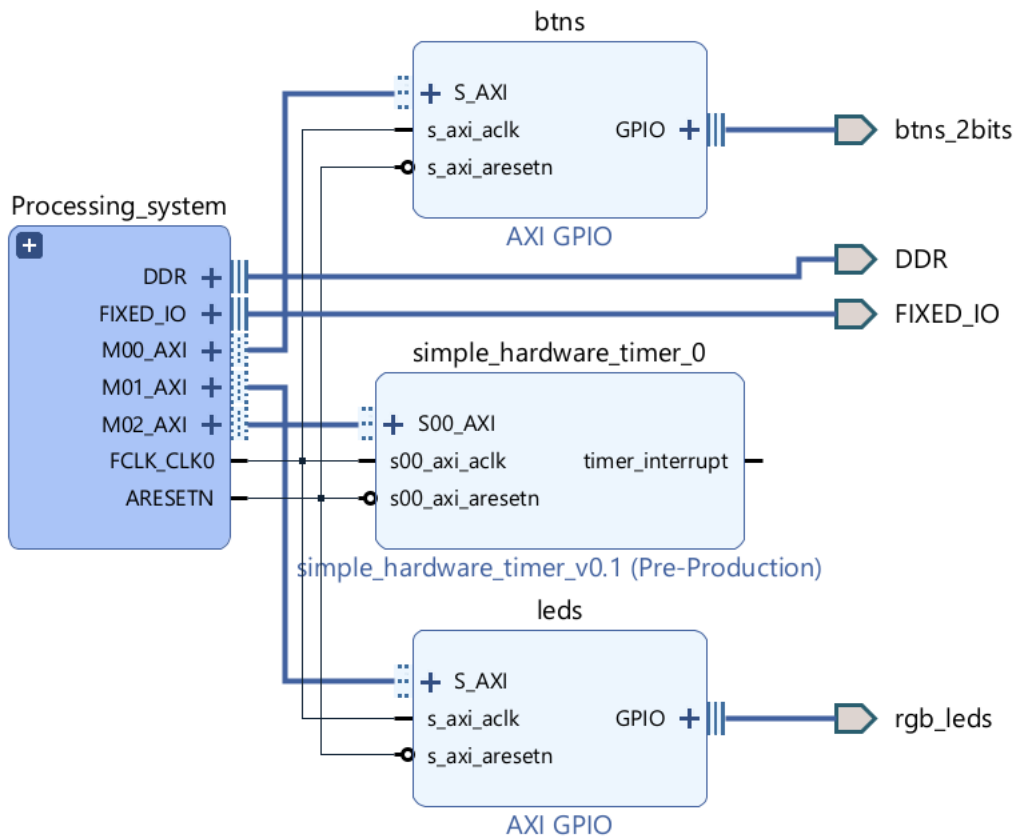 btns
S_AXI
s_axi_aclk
s_axi_aresetn
GPIO
AXI GPIO
btns_2bits
Processing_system
DDR
FIXED_IO
M00_AXI
M01_AXI
M02_AXI
FCLK_CLK0
ARESETN
DDR
FIXED_IO
simple_hardware_timer_0
S00_AXI
s00_axi_aclk
s00_axi_aresetn
timer_interrupt
simple_hardware_timer_v0.1 (Pre-Production)
leds
S_AXI
s_axi_aclk
s_axi_aresetn
GPIO
AXI GPIO
rgb_leds